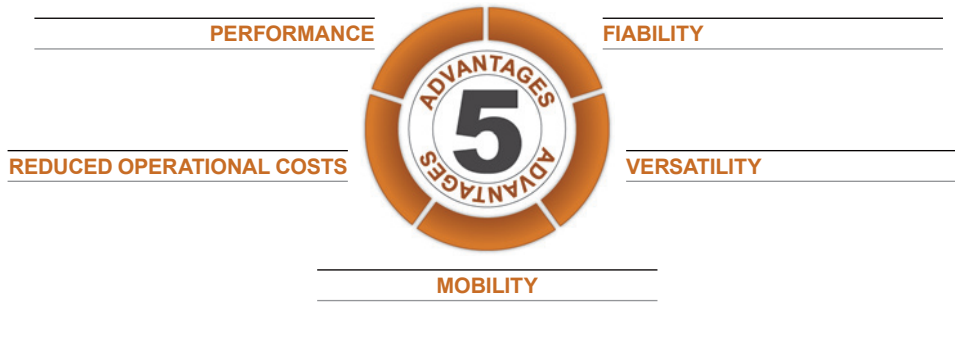 PERFORMANCE
FIABILITY
ADVANTAGES
5
ADVANTAGES
REDUCED OPERATIONAL COSTS
VERSATILITY
MOBILITY